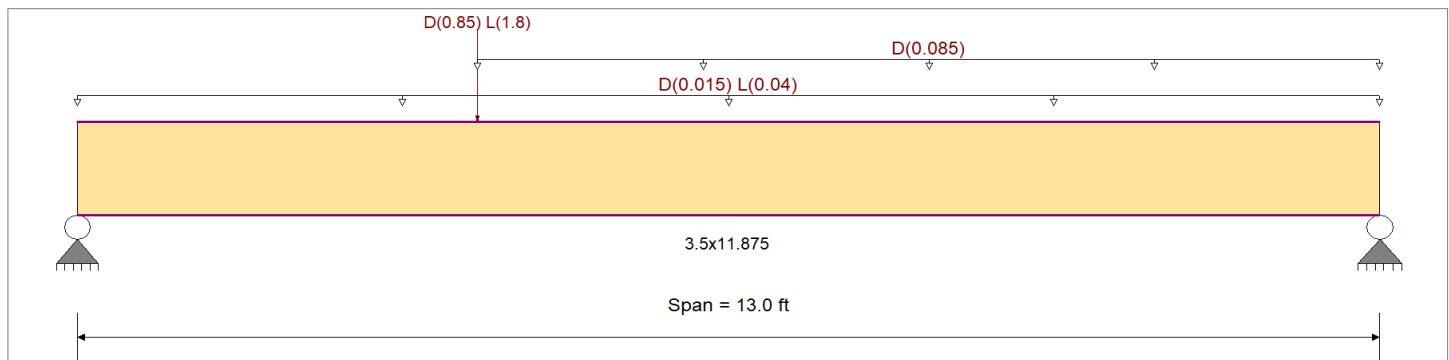 D(0.85) L(1.8)
D(0.085)
D(0.015) L(0.04)
3.5x11.875
Span = 13.0 ft